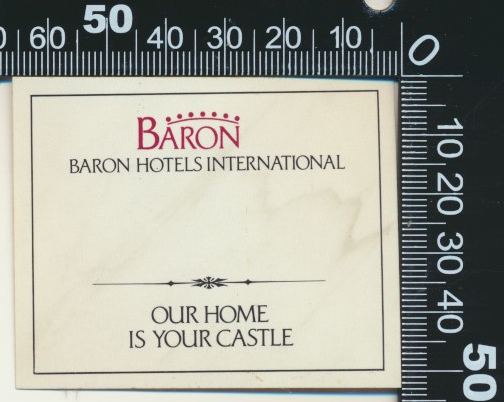 60 50 40 30 20 10 0
BARON
BARON HOTELS INTERNATIONAL
OUR HOME
IS YOUR CASTLE
10 20 30 40 50